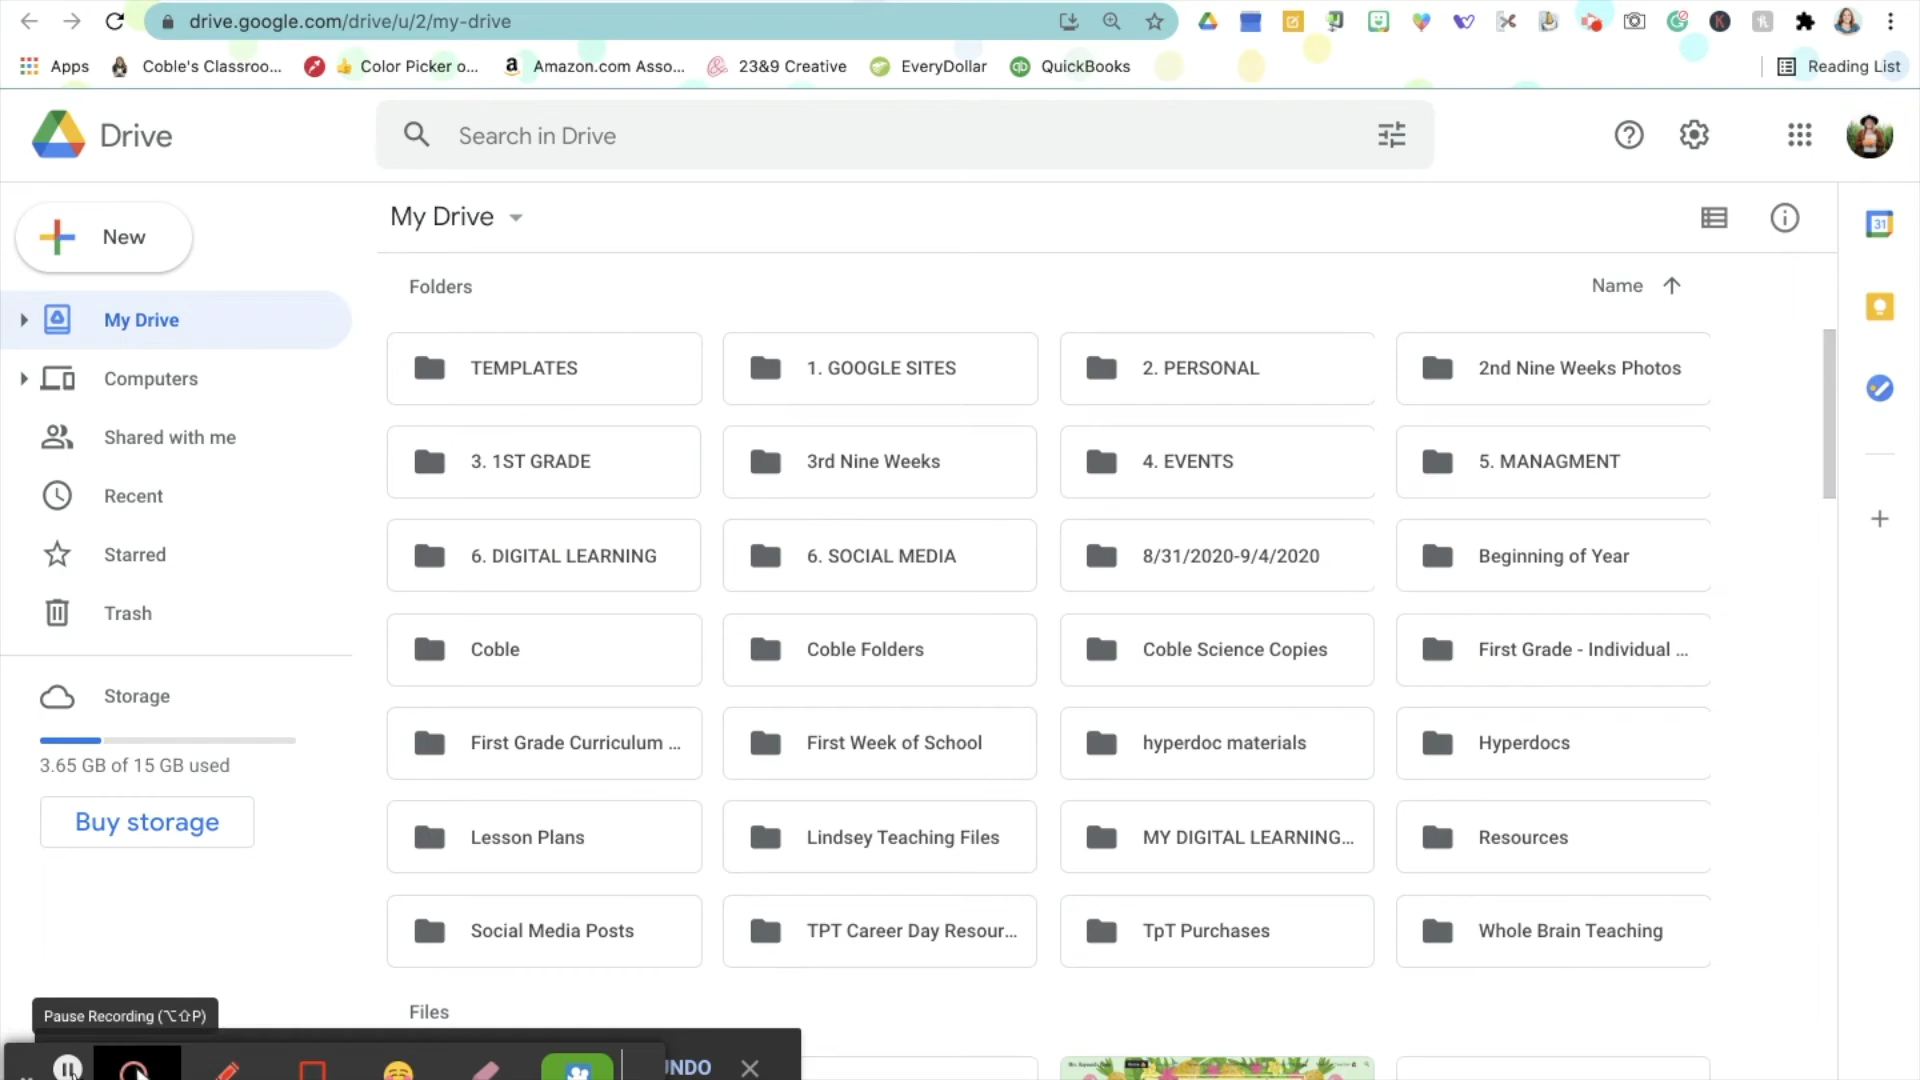 drive.google.com/drive/u/2/my-drive
Apps
Coble's Classroo...
Color Picker o...
Amazon.com Asso...
23&9 Creative
EveryDollar
QuickBooks
Reading List
Drive
Search in Drive
New
My Drive
Computers
Shared with me
Recent
Starred
Trash
Storage
3.65 GB of 15 GB used
Buy storage
My Drive
Folders
Name
TEMPLATES
1. GOOGLE SITES
2. PERSONAL
2nd Nine Weeks Photos
3. 1ST GRADE
3rd Nine Weeks
4. EVENTS
5. MANAGMENT
6. DIGITAL LEARNING
6. SOCIAL MEDIA
8/31/2020-9/4/2020
Beginning of Year
Coble
Coble Folders
Coble Science Copies
First Grade - Individual ...
First Grade Curriculum ...
First Week of School
hyperdoc materials
Hyperdocs
Lesson Plans
Lindsey Teaching Files
MY DIGITAL LEARNING...
Resources
Social Media Posts
TPT Career Day Resour...
TpT Purchases
Whole Brain Teaching
Files
31
Pause Recording (⌥⇧P)
NDO